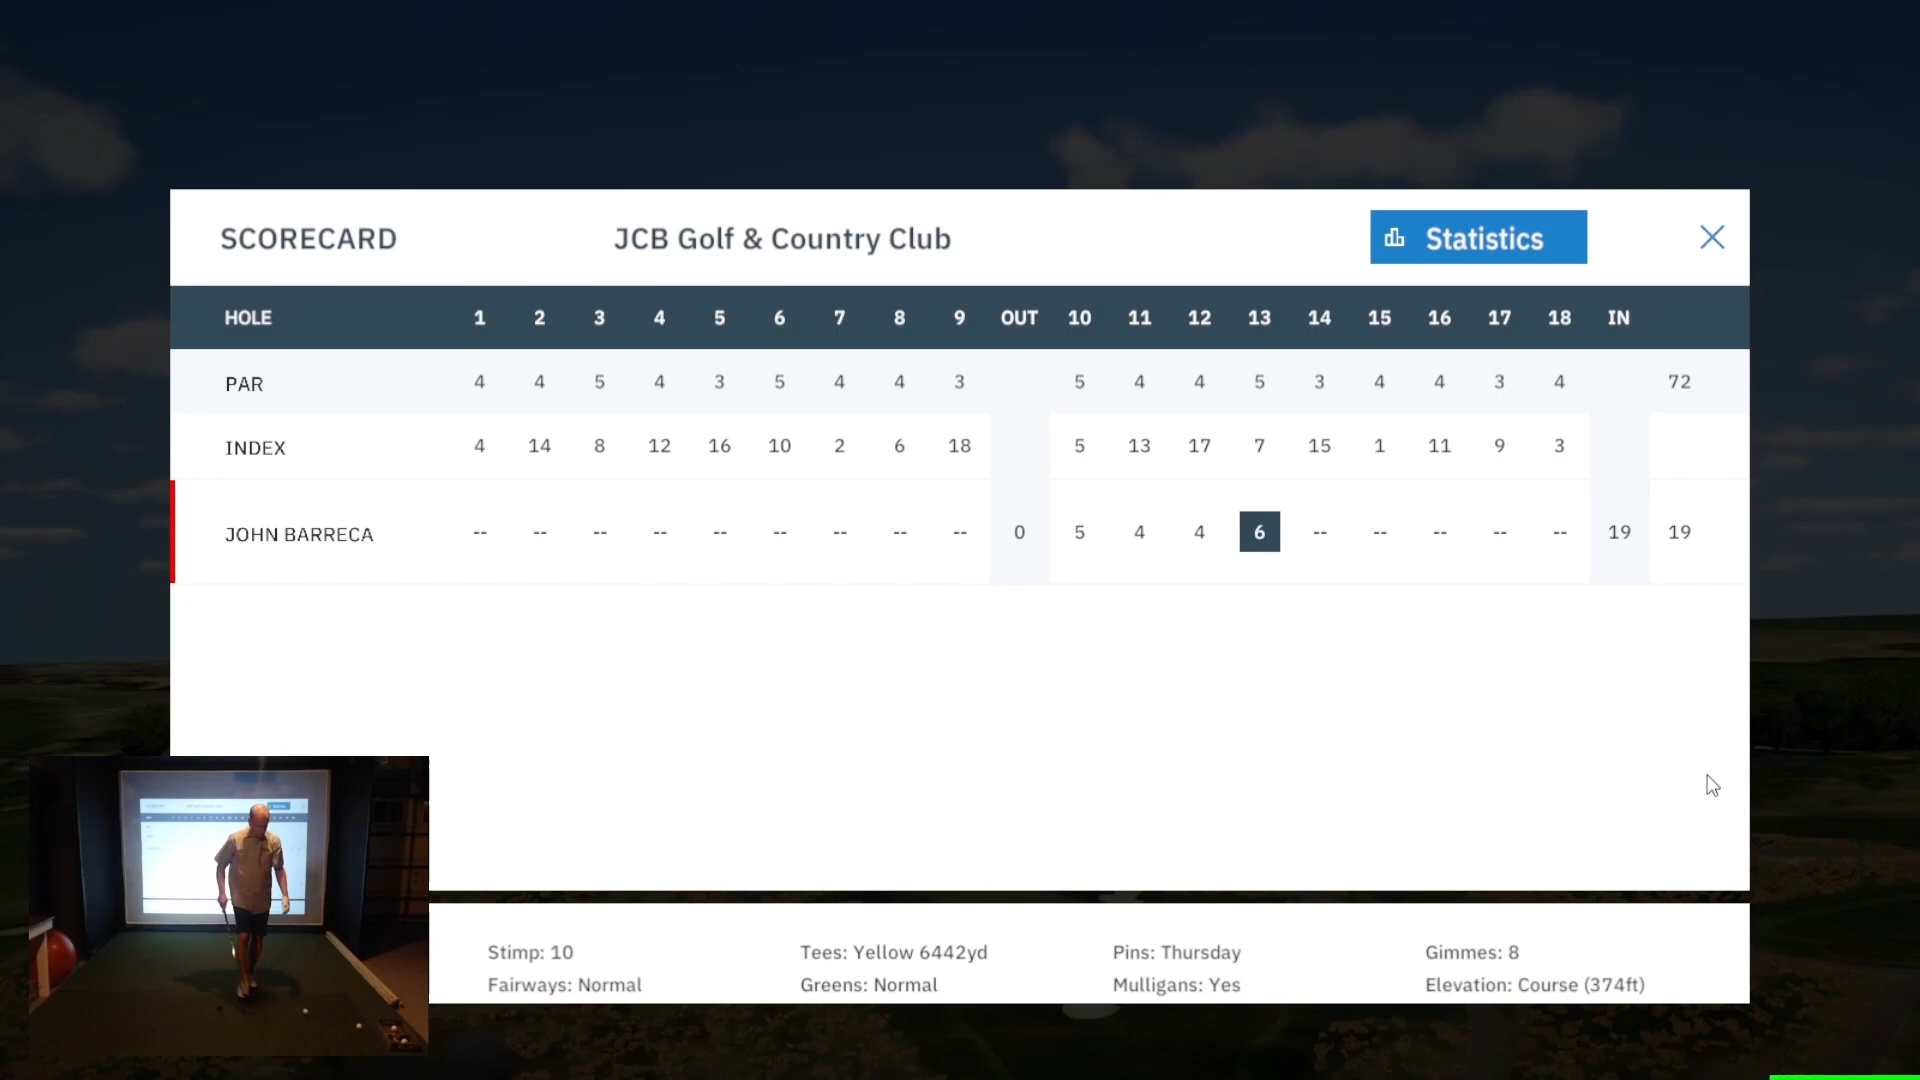 SCORECARD JCB Golf & Country Club Statistics
HOLE 1 2 3 4 5 6 7 8 9 OUT 10 11 12 13 14 15 16 17 18 IN
PAR 4 4 5 4 3 5 4 4 3 5 4 4 5 3 4 4 3 4 72
INDEX 4 14 8 12 16 10 2 6 18 5 13 17 7 15 1 11 9 3
JOHN BARRECA -- -- -- -- -- -- -- -- -- 0 5 4 4 6 -- -- -- -- -- 19 19
Stimp: 10 Tees: Yellow 6442yd Pins: Thursday Gimmes: 8
Fairways: Normal Greens: Normal Mulligans: Yes Elevation: Course (374ft)